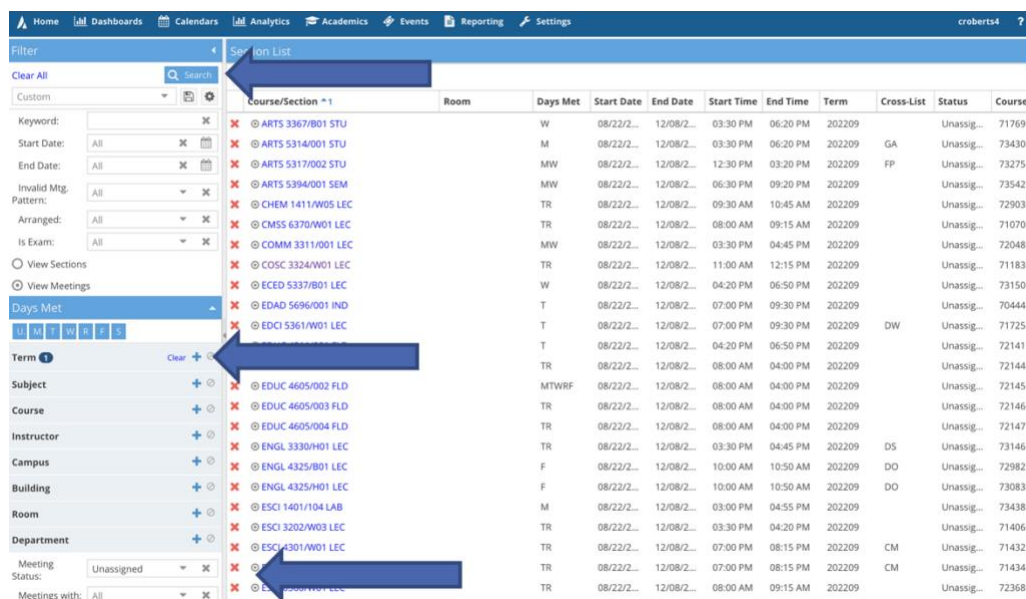 Home Dashboards Calendars Analytics Academics Events Reporting Settings croberts4 ?
Filter
Clear All Search
Custom
Keyword:
Start Date: All
End Date: All
Invalid Mtg. Pattern: All
Arranged: All
Is Exam: All
View Sections
View Meetings
Days Met
U M T W R F S
Term 1 Clear
Subject
Course
Instructor
Campus
Building
Room
Department
Meeting Status: Unassigned
Meetings with: All
Section List
Course/Section 1 Room Days Met Start Date End Date Start Time End Time Term Cross-List Status Course
ARTS 3367/B01 STU W 08/22/2... 12/08/2... 03:30 PM 06:20 PM 202209 Unassig... 71769
ARTS 5314/001 STU M 08/22/2... 12/08/2... 03:30 PM 06:20 PM 202209 GA Unassig... 73430
ARTS 5317/002 STU MW 08/22/2... 12/08/2... 12:30 PM 03:20 PM 202209 FP Unassig... 73275
ARTS 5394/001 SEM MW 08/22/2... 12/08/2... 06:30 PM 09:20 PM 202209 Unassig... 73542
CHEM 1411/W05 LEC TR 08/22/2... 12/08/2... 09:30 AM 10:45 AM 202209 Unassig... 72903
CMSS 6370/W01 LEC TR 08/22/2... 12/08/2... 08:00 AM 09:15 AM 202209 Unassig... 71070
COMM 3311/001 LEC MW 08/22/2... 12/08/2... 03:30 PM 04:45 PM 202209 Unassig... 72048
COSC 3324/W01 LEC TR 08/22/2... 12/08/2... 11:00 AM 12:15 PM 202209 Unassig... 71183
ECED 5337/B01 LEC W 08/22/2... 12/08/2... 04:20 PM 06:50 PM 202209 Unassig... 73150
EDAD 5696/001 IND T 08/22/2... 12/08/2... 07:00 PM 09:30 PM 202209 Unassig... 70444
EDCI 5361/W01 LEC T 08/22/2... 12/08/2... 07:00 PM 09:30 PM 202209 DW Unassig... 71725
T 08/22/2... 12/08/2... 04:20 PM 06:50 PM 202209 Unassig... 72141
TR 08/22/2... 12/08/2... 08:00 AM 04:00 PM 202209 Unassig... 72144
EDUC 4605/002 FLD MTWRF 08/22/2... 12/08/2... 08:00 AM 04:00 PM 202209 Unassig... 72145
EDUC 4605/003 FLD TR 08/22/2... 12/08/2... 08:00 AM 04:00 PM 202209 Unassig... 72146
EDUC 4605/004 FLD TR 08/22/2... 12/08/2... 08:00 AM 04:00 PM 202209 Unassig... 72147
ENGL 3330/H01 LEC TR 08/22/2... 12/08/2... 03:30 PM 04:45 PM 202209 DS Unassig... 73146
ENGL 4325/B01 LEC F 08/22/2... 12/08/2... 10:00 AM 10:50 AM 202209 DO Unassig... 72982
ENGL 4325/H01 LEC F 08/22/2... 12/08/2... 10:00 AM 10:50 AM 202209 DO Unassig... 73083
ESCI 1401/104 LAB M 08/22/2... 12/08/2... 03:00 PM 04:55 PM 202209 Unassig... 73438
ESCI 3202/W03 LEC TR 08/22/2... 12/08/2... 03:30 PM 04:20 PM 202209 Unassig... 71406
ESCI 4301/W01 LEC TR 08/22/2... 12/08/2... 07:00 PM 08:15 PM 202209 CM Unassig... 71432
TR 08/22/2... 12/08/2... 07:00 PM 08:15 PM 202209 CM Unassig... 71434
TR 08/22/2... 12/08/2... 08:00 AM 09:15 AM 202209 Unassig... 72368